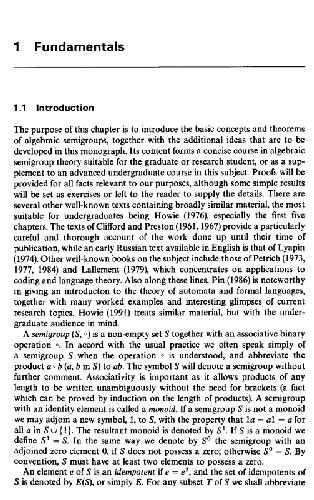 1 Fundamentals
1.1 Introduction
The purpose of this chapter is to introduce the basic concepts and theorems
of algebraic semigroups, together with the additional ideas that are to be
developed in this monograph. Its content forms a concise course in algebraic
semigroup theory suitable for the graduate or research student, or as a sup-
plement to an advanced undergraduate course in this subject. Proofs will be
provided for all facts relevant to our purposes, although some simple results
will be set as exercises or left to the reader to supply the details. There are
several other well-known texts containing broadly similar material, the most
suitable for undergraduates being Howie (1976), especially the first five
chapters. The texts of Clifford and Preston (1961, 1967) provide a particularly
careful and thorough account of the work done up until their time of
publication, while an early Russian text available in English is that of Lyapin
(1974). Other well-known books on the subject include those of Petrich (1973,
1977, 1984) and Lallement (1979), which concentrates on applications to
coding and language theory. Also along these lines, Pin (1986) is noteworthy
in giving an introduction to the theory of automata and formal languages,
together with many worked examples and interesting glimpses of current
research topics. Howie (1991) treats similar material, but with the under-
graduate audience in mind.
A semigroup (S, ∘) is a non-empty set S together with an associative binary
operation ∘. In accord with the usual practice we often speak simply of
a semigroup S when the operation ∘ is understood, and abbreviate the
product a ∘ b (a, b in S) to ab. The symbol S will denote a semigroup without
further comment. Associativity is important as it allows products of any
length to be written unambiguously without the need for brackets (a fact
which can be proved by induction on the length of products). A semigroup
with an identity element is called a monoid. If a semigroup S is not a monoid
we may adjoin a new symbol, 1, to S, with the property that 1a = a1 = a for
all a in S ∪ {1}. The resultant monoid is denoted by S¹. If S is a monoid we
define S¹ = S. In the same way we denote by S⁰ the semigroup with an
adjoined zero element 0, if S does not possess a zero; otherwise S⁰ = S. By
convention, S must have at least two elements to possess a zero.
An element e of S is an idempotent if e = e², and the set of idempotents of
S is denoted by E(S), or simply E. For any subset T of S we shall abbreviate